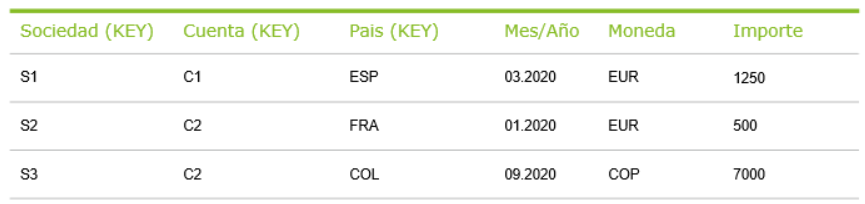 Sociedad (KEY) Cuenta (KEY) Pais (KEY) Mes/Año Moneda Importe
S1 C1 ESP 03.2020 EUR 1250
S2 C2 FRA 01.2020 EUR 500
S3 C2 COL 09.2020 COP 7000